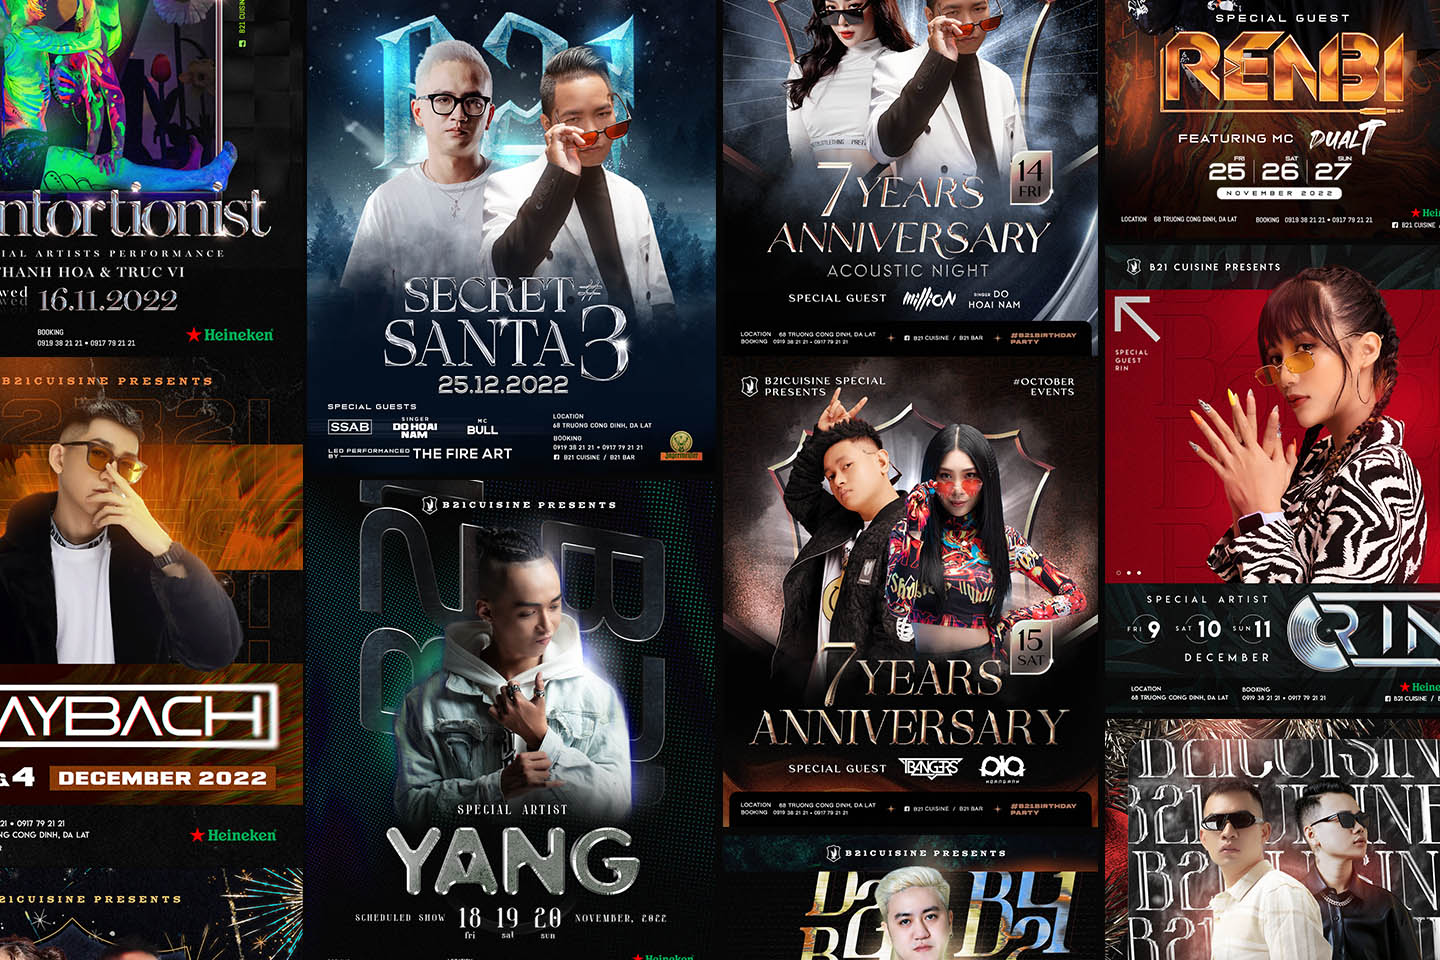 B21 CUISIN
ntortionist
IAL ARTISTS PERFORMANCE
THANH HOA & TRUC VI
16.11.2022
BOOKING
0919 38 21 21 • 0917 79 21 21
Heineken
B21CUISINE PRESENTS
AYBACH
&4 DECEMBER 2022
21 • 0917 79 21 21
NG CONG DINH, DA LAT
Heineken
21CUISINE PRESENTS
B21
SECRET
SANTA #3
25.12.2022
SPECIAL GUESTS
SSAB
SINGER
DO HOAI
NAM
MC
BULL
LED PERFORMANCED
BY
THE FIRE ART
LOCATION
68 TRUONG CONG DINH, DA LAT
BOOKING
0919 38 21 21 • 0917 79 21 21
B21 CUISINE / B21 BAR
Jägermeister
B21CUISINE PRESENTS
SPECIAL ARTIST
YANG
SCHEDULED SHOW 18 19 20 NOVEMBER, 2022
fri sat sun
Heineken
14
FRI
7 YEARS
ANNIVERSARY
ACOUSTIC NIGHT
SPECIAL GUEST million SINGER DO
HOAI NAM
LOCATION 68 TRUONG CONG DINH, DA LAT
BOOKING 0919 38 21 21 • 0917 79 21 21
B21 CUISINE / B21 BAR
#B21BIRTHDAY
PARTY
B21CUISINE SPECIAL
PRESENTS
#OCTOBER
EVENTS
15
SAT
7 YEARS
ANNIVERSARY
SPECIAL GUEST TBANGERS
HOANGANH
LOCATION 68 TRUONG CONG DINH, DA LAT
BOOKING 0919 38 21 21 • 0917 79 21 21
B21 CUISINE / B21 BAR
#B21BIRTHDAY
PARTY
B21CUISINE PRESENTS
SPECIAL GUEST
RENBI
FEATURING MC DUALT
FRI SAT SUN
25 26 27
NOVEMBER 2022
LOCATION 68 TRUONG CONG DINH, DA LAT
BOOKING 0919 38 21 21 • 0917 79 21 21
Hein
B21 CUISINE /
B21 CUISINE PRESENTS
SPECIAL
GUEST
RIN
SPECIAL ARTIST
FRI 9 SAT 10 SUN 11
DECEMBER
RIN
LOCATION
68 TRUONG CONG DINH, DA LAT
BOOKING
0919 38 21 21 • 0917 79 21 21
Heine
B21 CUISINE / B
B21CUISIN
B21CUISINE
B21CUISINE